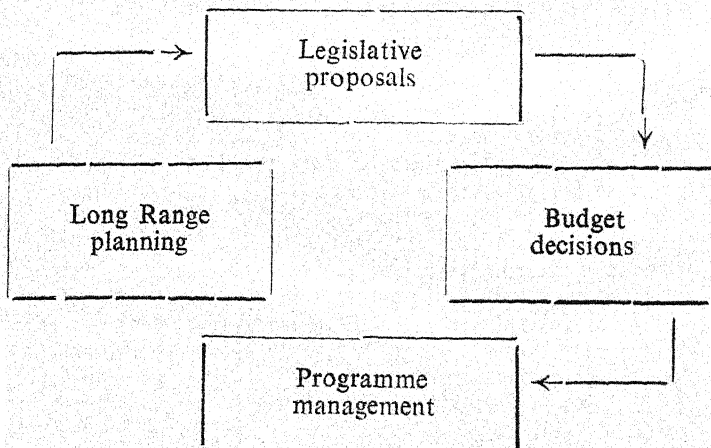 Legislative
proposals
Long Range
planning
Budget
decisions
Programme
management